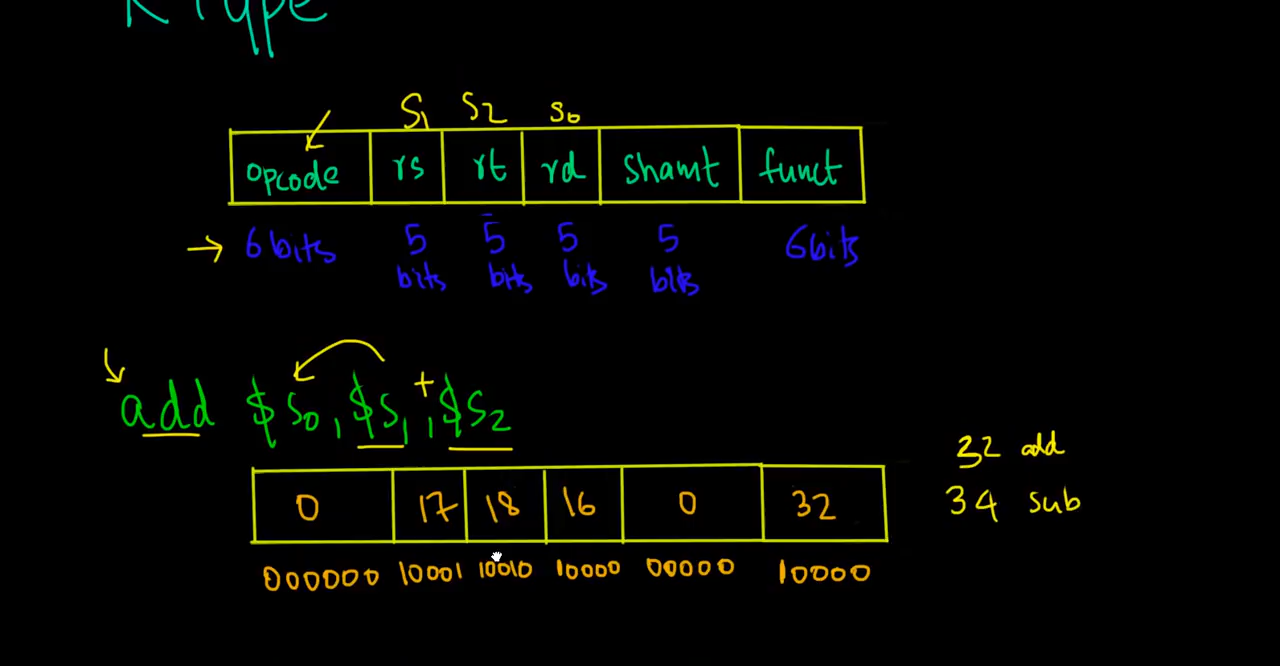 R Type
S1 S2 S0
opcode rs rt rd shamt funct
→ 6 bits 5 bits 5 bits 5 bits 5 bits 6 bits
add $s0, $s1, + $s2
32 add
0 17 18 16 0 32
34 sub
000000 10001 10010 10000 00000 10000